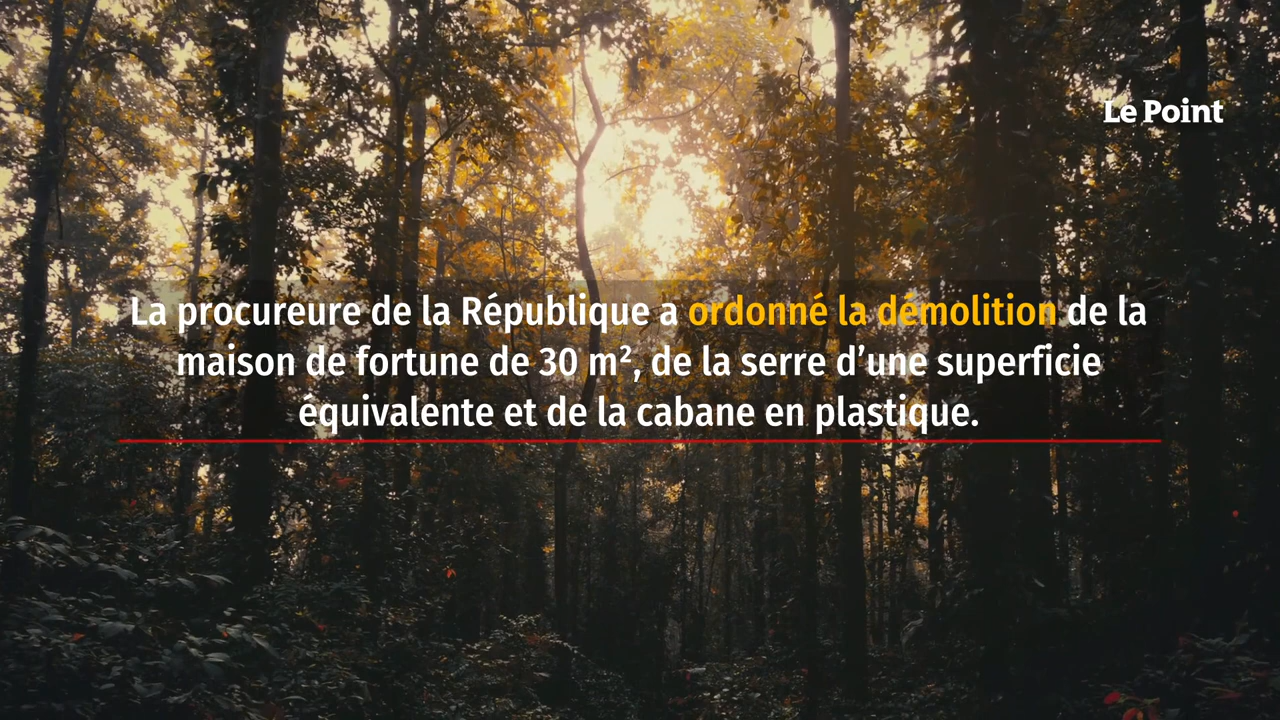 Le Point
La procureure de la République a ordonné la démolition de la
maison de fortune de 30 m², de la serre d’une superficie
équivalente et de la cabane en plastique.